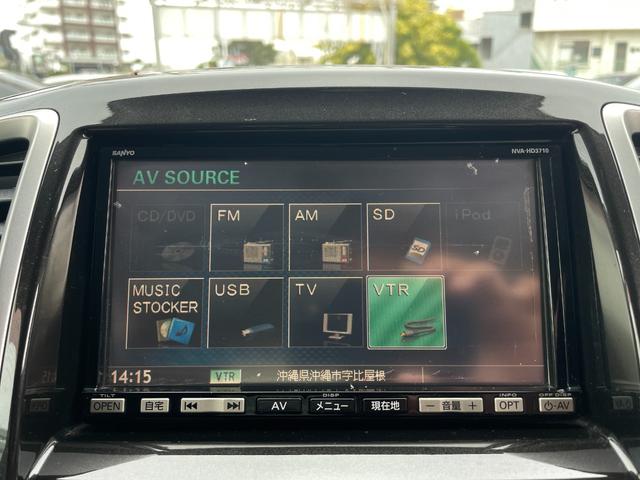 SANYO
NVA-HD3710
AV SOURCE
CD/DVD
FM
AM
SD
iPod
MUSIC STOCKER
USB
TV
VTR
14:15
VTR
沖縄県沖縄市字比屋根
TILT
DISP
INFO
OFF DISP
OPEN
自宅
AV
メニュー
現在地
− 音量 +
OPT
⏻-AV